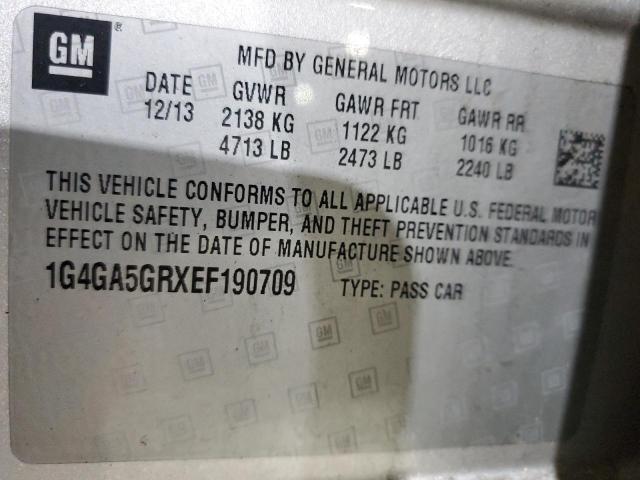 GM ®
MFD BY GENERAL MOTORS LLC
DATE GVWR GAWR FRT GAWR RR
12/13 2138 KG 1122 KG 1016 KG
4713 LB 2473 LB 2240 LB
THIS VEHICLE CONFORMS TO ALL APPLICABLE U.S. FEDERAL MOTOR
VEHICLE SAFETY, BUMPER, AND THEFT PREVENTION STANDARDS IN
EFFECT ON THE DATE OF MANUFACTURE SHOWN ABOVE.
1G4GA5GRXEF190709 TYPE: PASS CAR